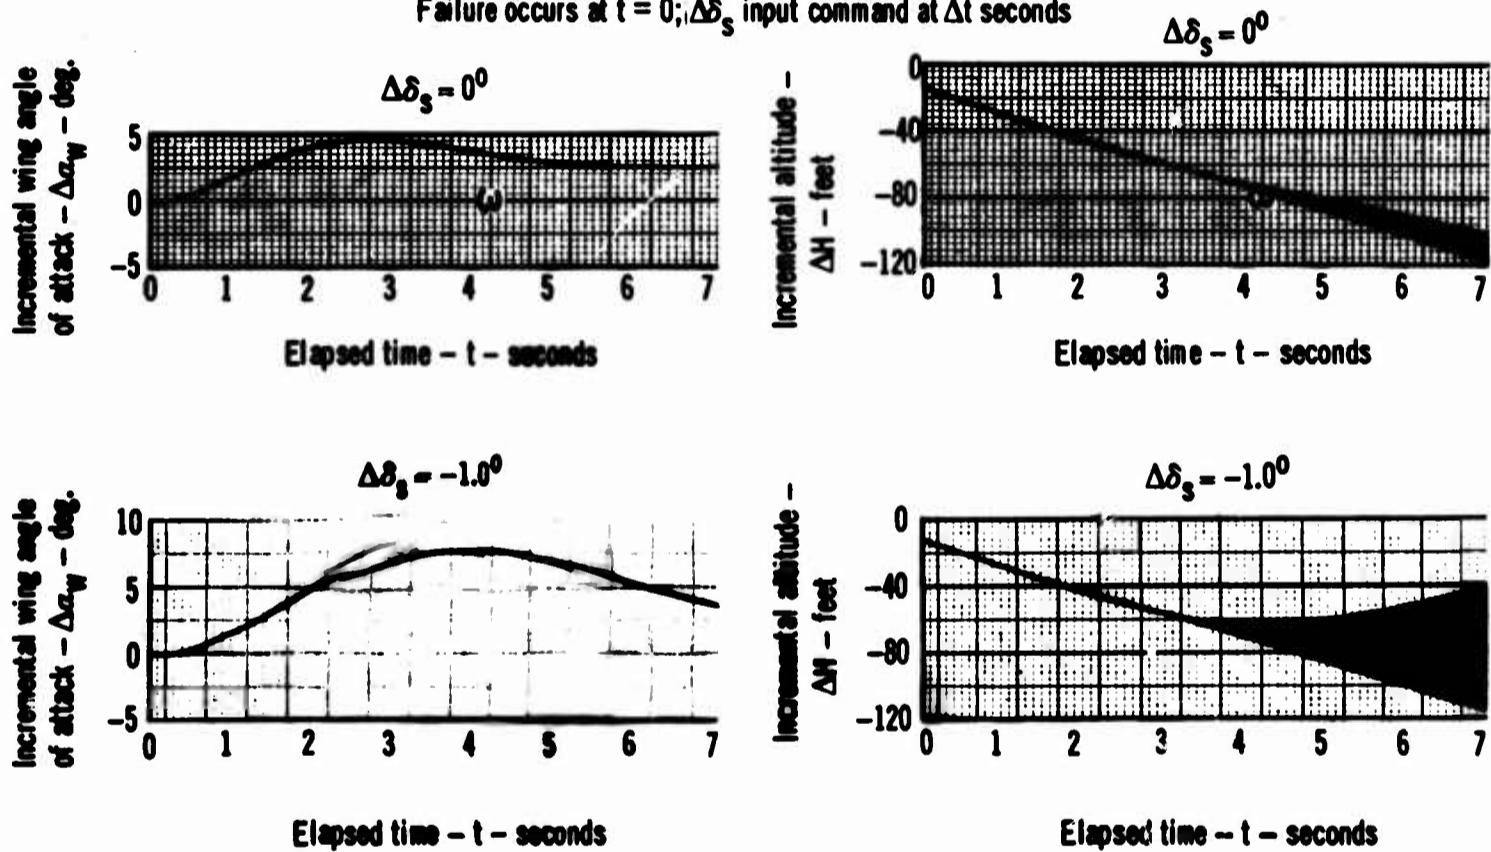 Failure occurs at t = 0; Δδs input command at Δt seconds
Δδs = 0⁰
Incremental wing angle
of attack – Δαw – deg.
5
0
–5
0 1 2 3 4 5 6 7
Elapsed time – t – seconds
Δδs = 0⁰
Incremental altitude –
ΔH – feet
0
–40
–80
–120
0 1 2 3 4 5 6 7
Elapsed time – t – seconds
Δδs = –1.0⁰
Incremental wing angle
of attack – Δαw – deg.
10
5
0
–5
0 1 2 3 4 5 6 7
Elapsed time – t – seconds
Δδs = –1.0⁰
Incremental altitude –
ΔH – feet
0
–40
–80
–120
0 1 2 3 4 5 6 7
Elapsed time – t – seconds